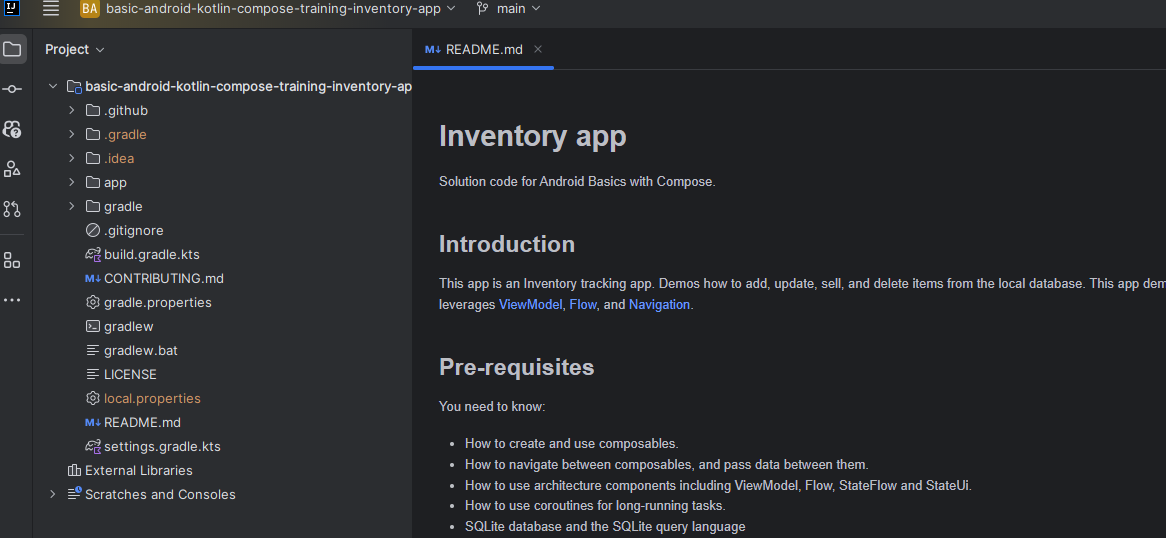 IJ
BA basic-android-kotlin-compose-training-inventory-app main
Project
README.md
basic-android-kotlin-compose-training-inventory-ap
.github
.gradle
.idea
app
gradle
.gitignore
build.gradle.kts
CONTRIBUTING.md
gradle.properties
gradlew
gradlew.bat
LICENSE
local.properties
README.md
settings.gradle.kts
External Libraries
Scratches and Consoles
Inventory app
Solution code for Android Basics with Compose.
Introduction
This app is an Inventory tracking app. Demos how to add, update, sell, and delete items from the local database. This app dem
leverages ViewModel, Flow, and Navigation.
Pre-requisites
You need to know:
• How to create and use composables.
• How to navigate between composables, and pass data between them.
• How to use architecture components including ViewModel, Flow, StateFlow and StateUi.
• How to use coroutines for long-running tasks.
• SQLite database and the SQLite query language